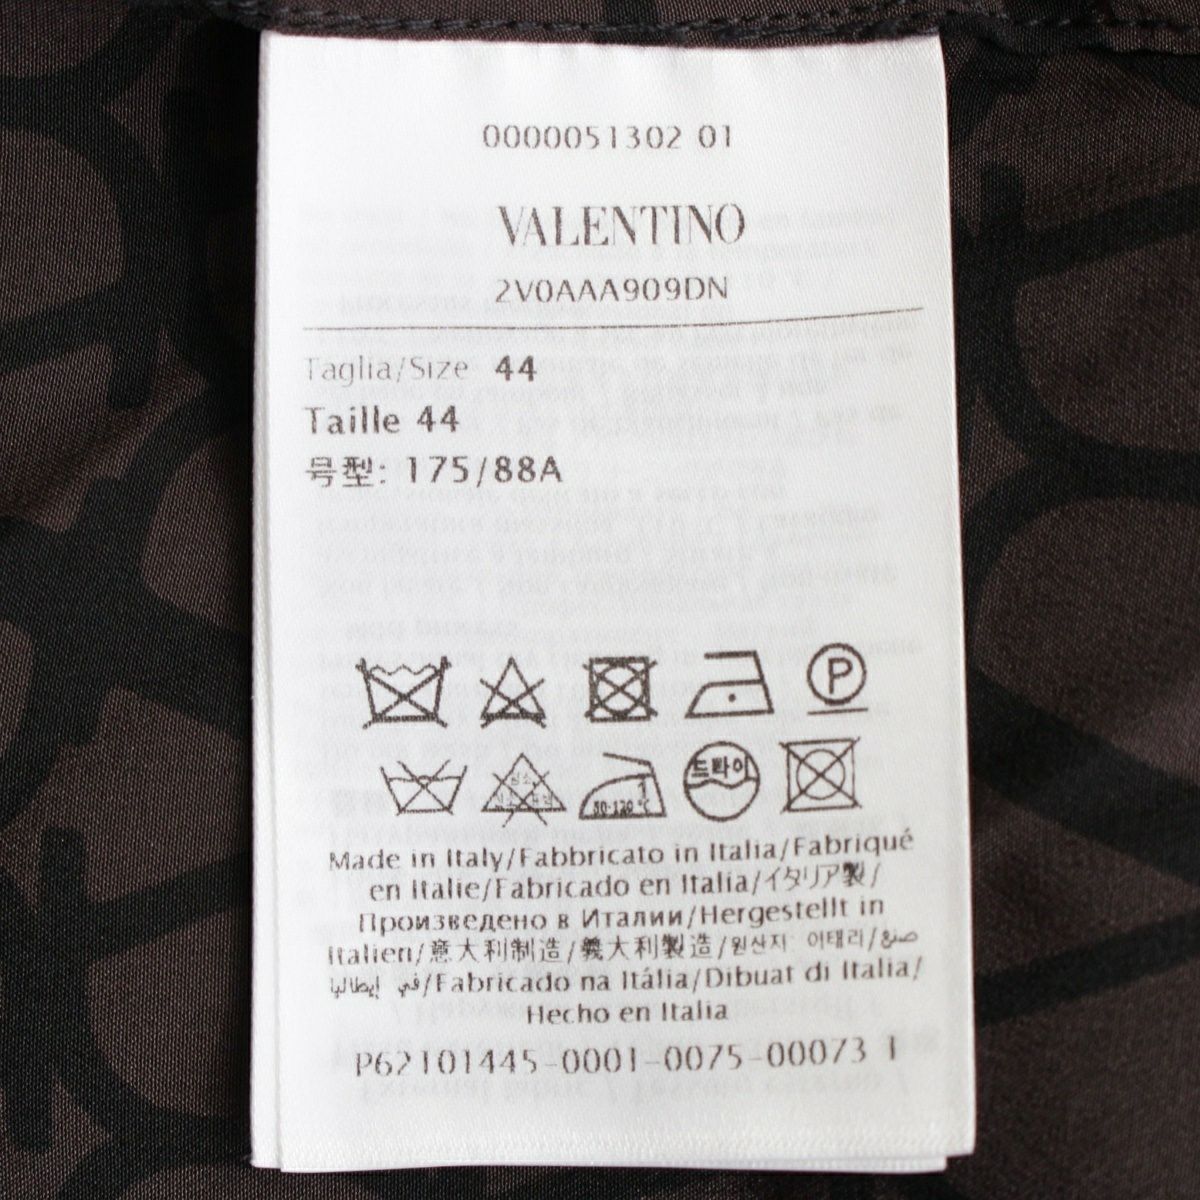 0000051302 01
VALENTINO
2V0AAA909DN
Taglia/Size 44
Taille 44
号型: 175/88A
P
드라이
80-120°C
Made in Italy/Fabbricato in Italia/Fabriqué
en Italie/Fabricado en Italia/イタリア製/
Произведено в Италии/Hergestellt in
Italien/意大利制造/義大利製造/원산지 이태리/صنع
في إيطاليا/Fabricado na Itália/Dibuat di Italia/
Hecho en Italia
P62101445-0001-0075-00073 1